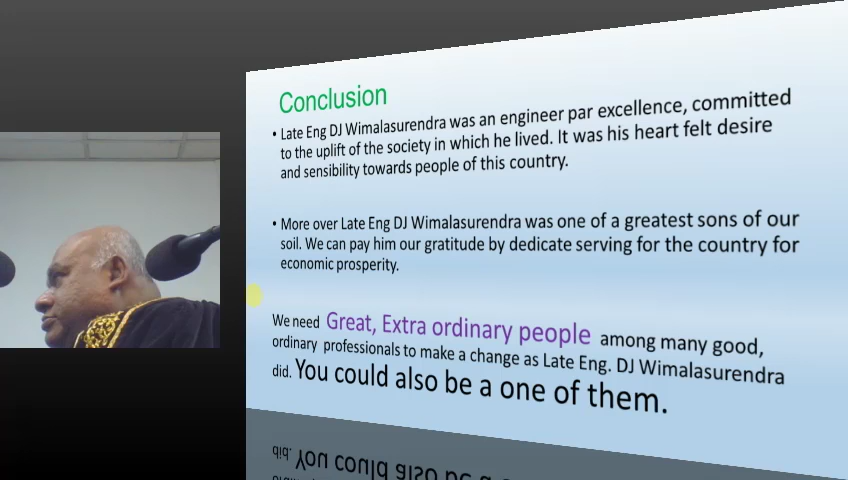 Conclusion
• Late Eng DJ Wimalasurendra was an engineer par excellence, committed
to the uplift of the society in which he lived. It was his heart felt desire
and sensibility towards people of this country.
• More over Late Eng DJ Wimalasurendra was one of a greatest sons of our
soil. We can pay him our gratitude by dedicate serving for the country for
economic prosperity.
We need Great, Extra ordinary people among many good,
ordinary professionals to make a change as Late Eng. DJ Wimalasurendra
did. You could also be a one of them.